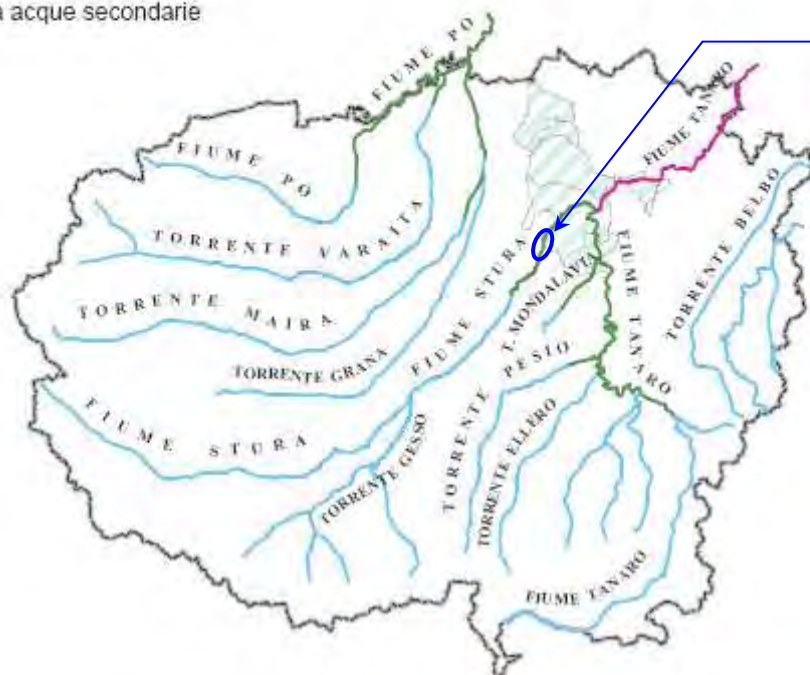 a acque secondarie
FIUME PO
FIUME TANARO
FIUME PO
TORRENTE VARAITA
TORRENTE BELBO
FIUME STURA
FIUME TANARO
T. MONDALAVIA
TORRENTE MAIRA
TORRENTE GRANA
TORRENTE PESIO
FIUME STURA
TORRENTE GESSO
TORRENTE ELLERO
FIUME TANARO